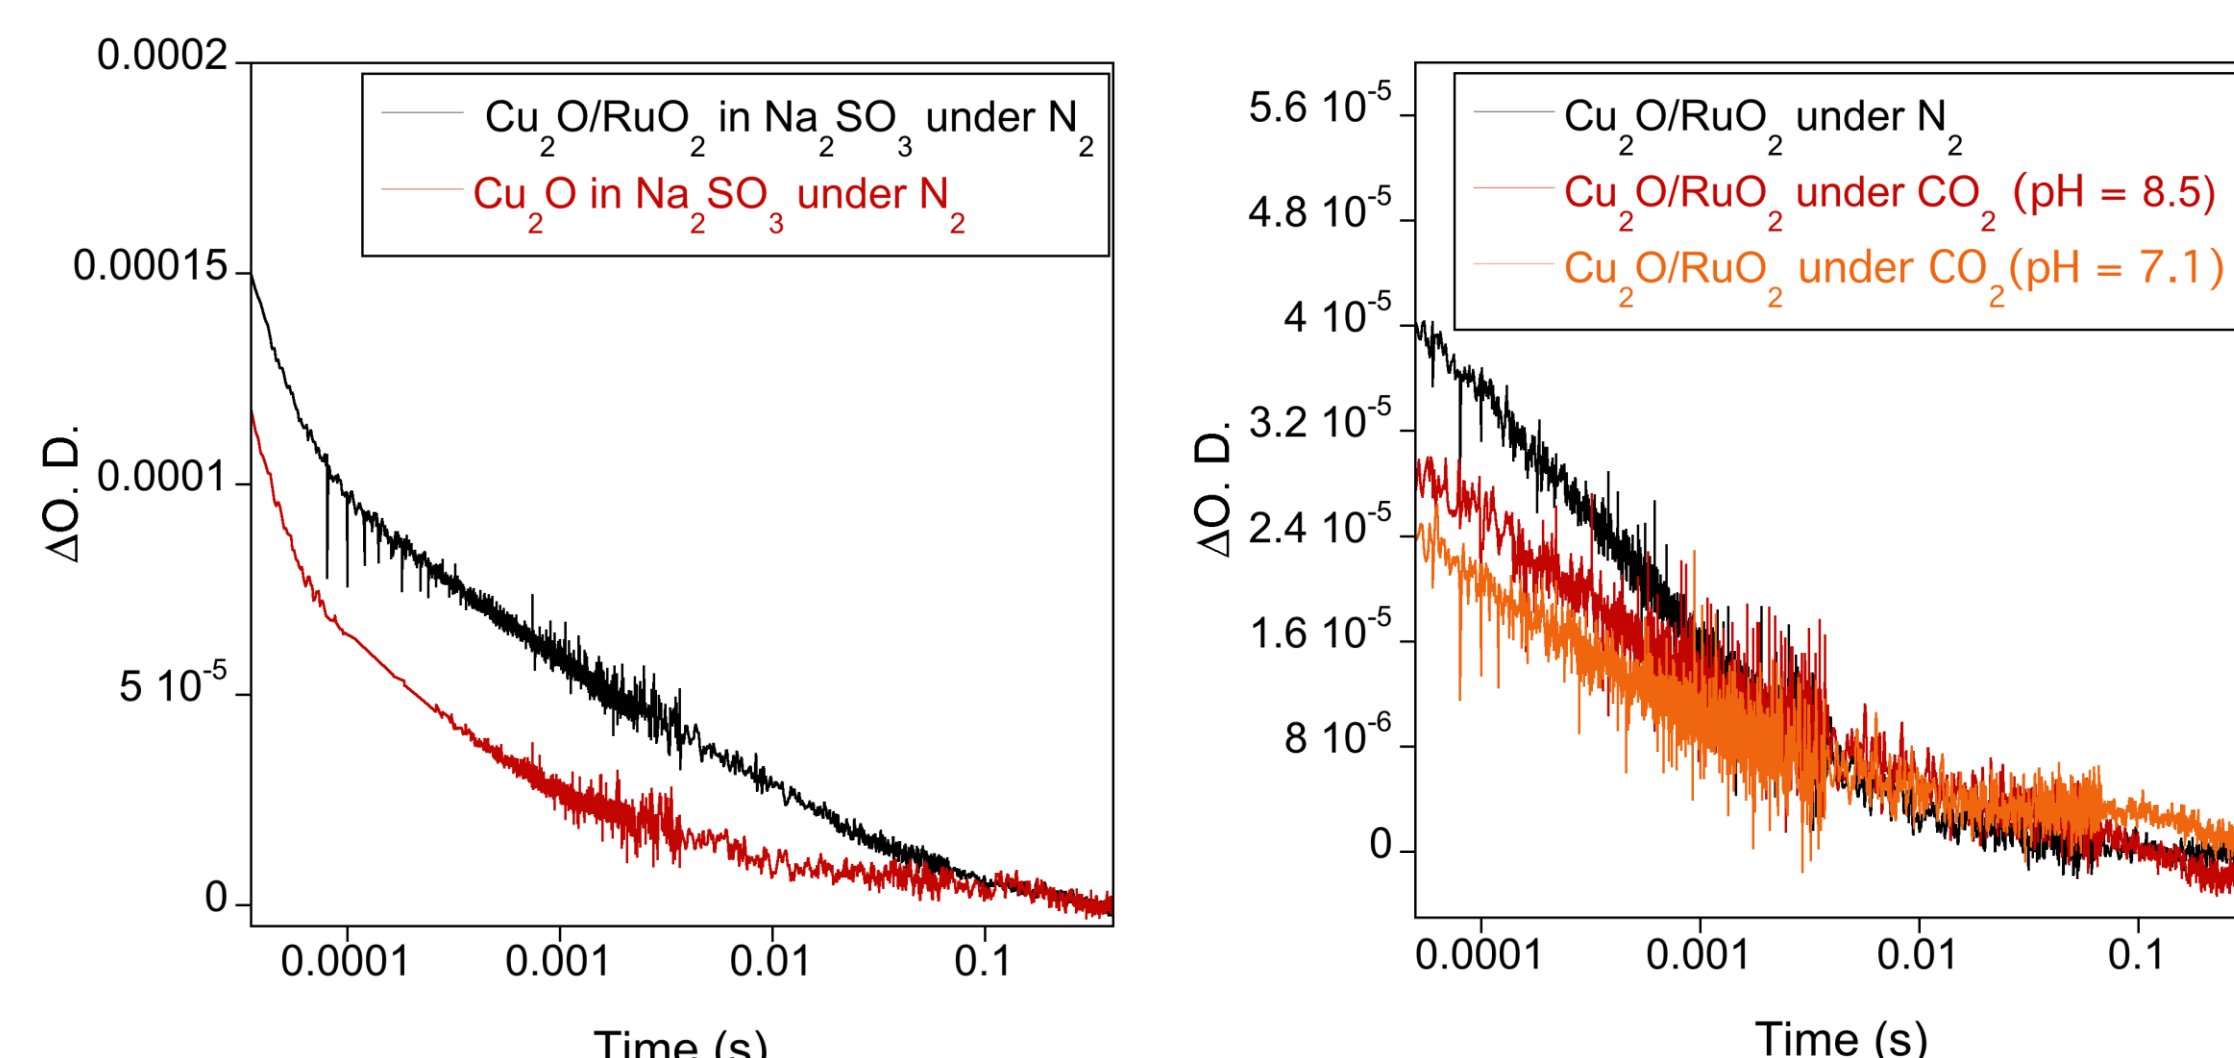 0.0002
0.00015
0.0001
5 10-5
0
ΔO. D.
Cu2O/RuO2 in Na2SO3 under N2
Cu2O in Na2SO3 under N2
0.0001 0.001 0.01 0.1
Time (s)
5.6 10-5
4.8 10-5
4 10-5
3.2 10-5
2.4 10-5
1.6 10-5
8 10-6
0
ΔO. D.
Cu2O/RuO2 under N2
Cu2O/RuO2 under CO2 (pH = 8.5)
Cu2O/RuO2 under CO2(pH = 7.1)
0.0001 0.001 0.01 0.1
Time (s)